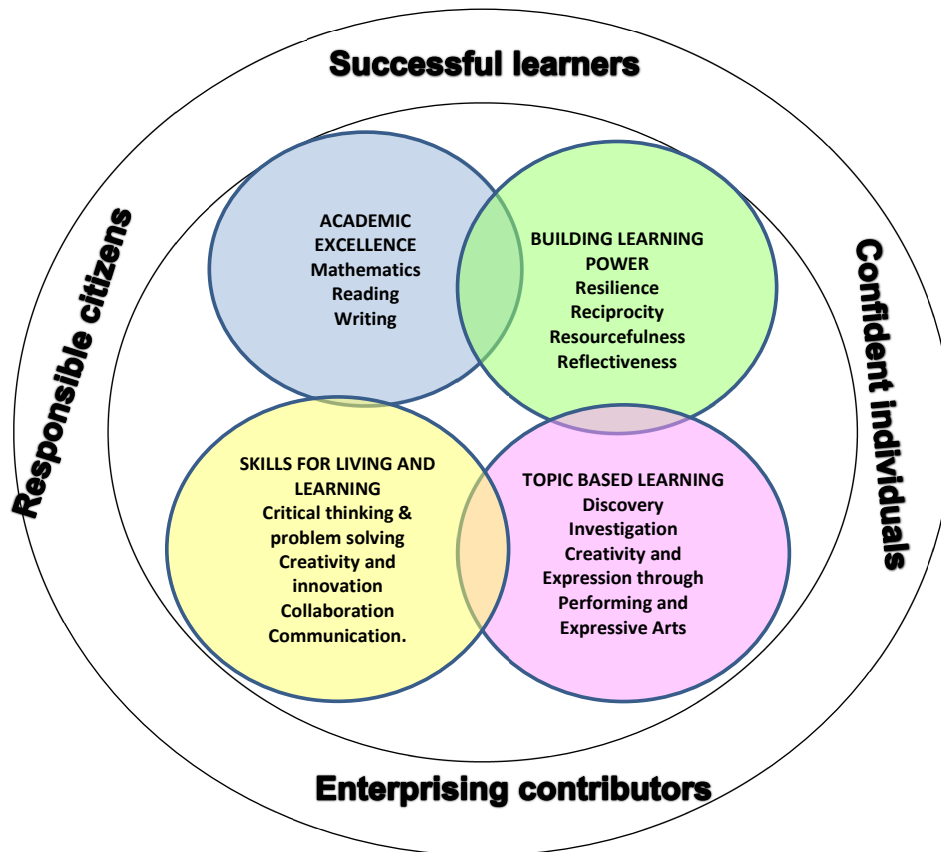 Successful learners
Responsible citizens
Confident individuals
ACADEMIC
EXCELLENCE
Mathematics
Reading
Writing
BUILDING LEARNING
POWER
Resilience
Reciprocity
Resourcefulness
Reflectiveness
SKILLS FOR LIVING AND
LEARNING
Critical thinking &
problem solving
Creativity and
innovation
Collaboration
Communication.
TOPIC BASED LEARNING
Discovery
Investigation
Creativity and
Expression through
Performing and
Expressive Arts
Enterprising contributors